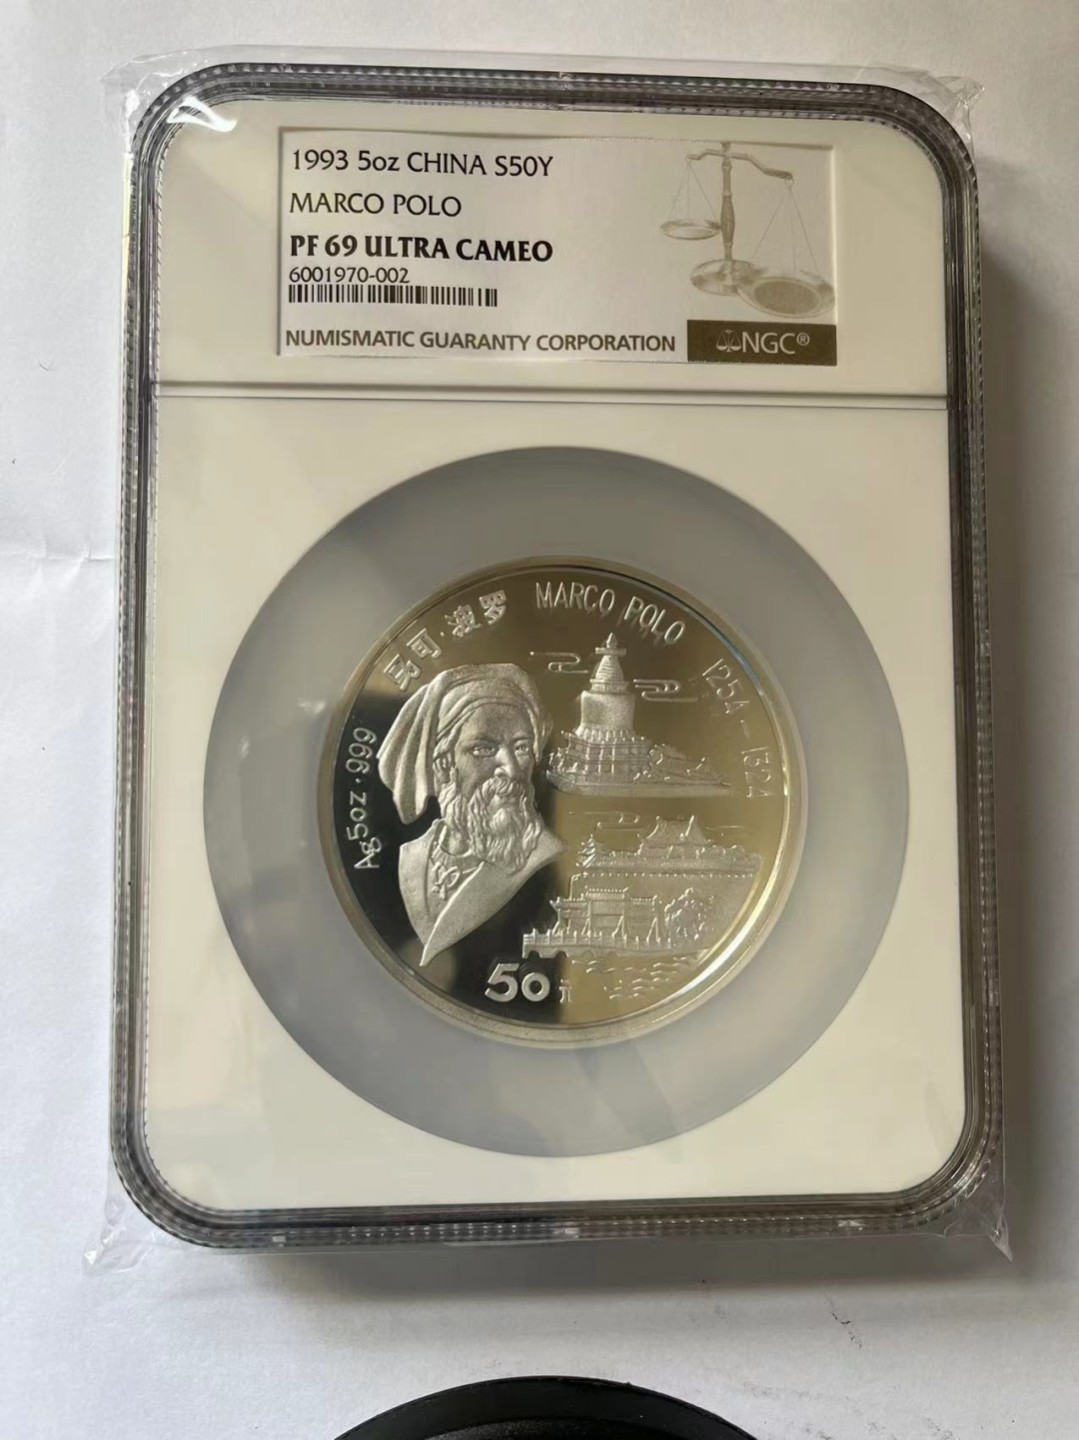 1993 5oz CHINA S50Y
MARCO POLO
PF 69 ULTRA CAMEO
6001970-002
NUMISMATIC GUARANTY CORPORATION
NGC®
马可·波罗
MARCO POLO
1254-1324
Ag5oz·999
50元